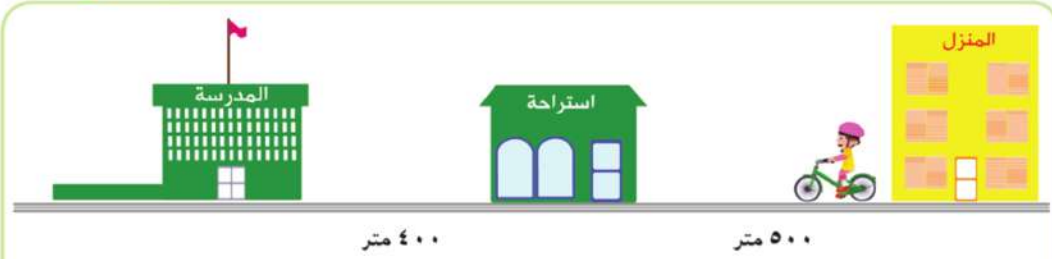 المنزل
استراحة
المدرسة
٥٠٠ متر
٤٠٠ متر